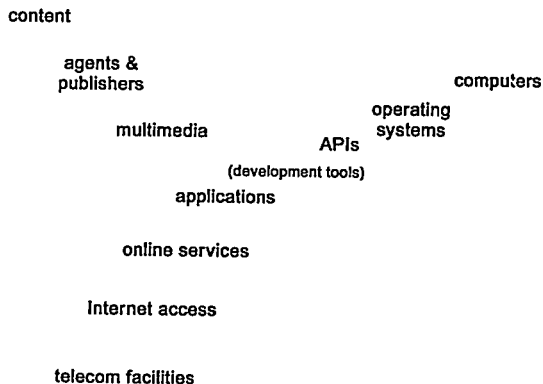 content
agents &
publishers
computers
operating
systems
multimedia
APIs
(development tools)
applications
online services
Internet access
telecom facilities